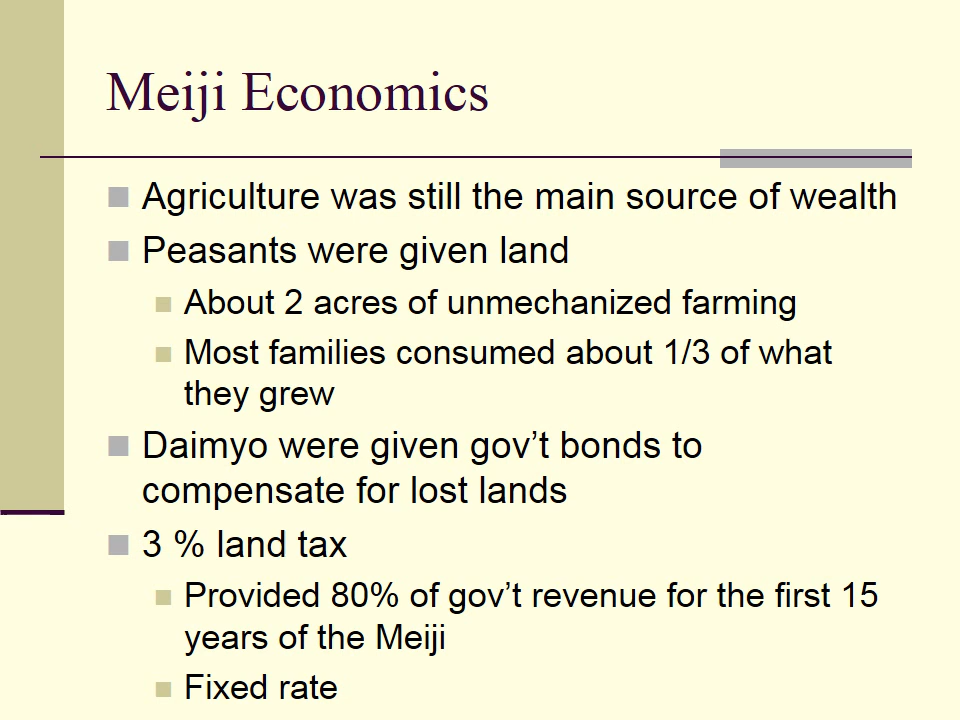 Meiji Economics
Agriculture was still the main source of wealth
Peasants were given land
About 2 acres of unmechanized farming
Most families consumed about 1/3 of what
they grew
Daimyo were given gov’t bonds to
compensate for lost lands
3 % land tax
Provided 80% of gov’t revenue for the first 15
years of the Meiji
Fixed rate